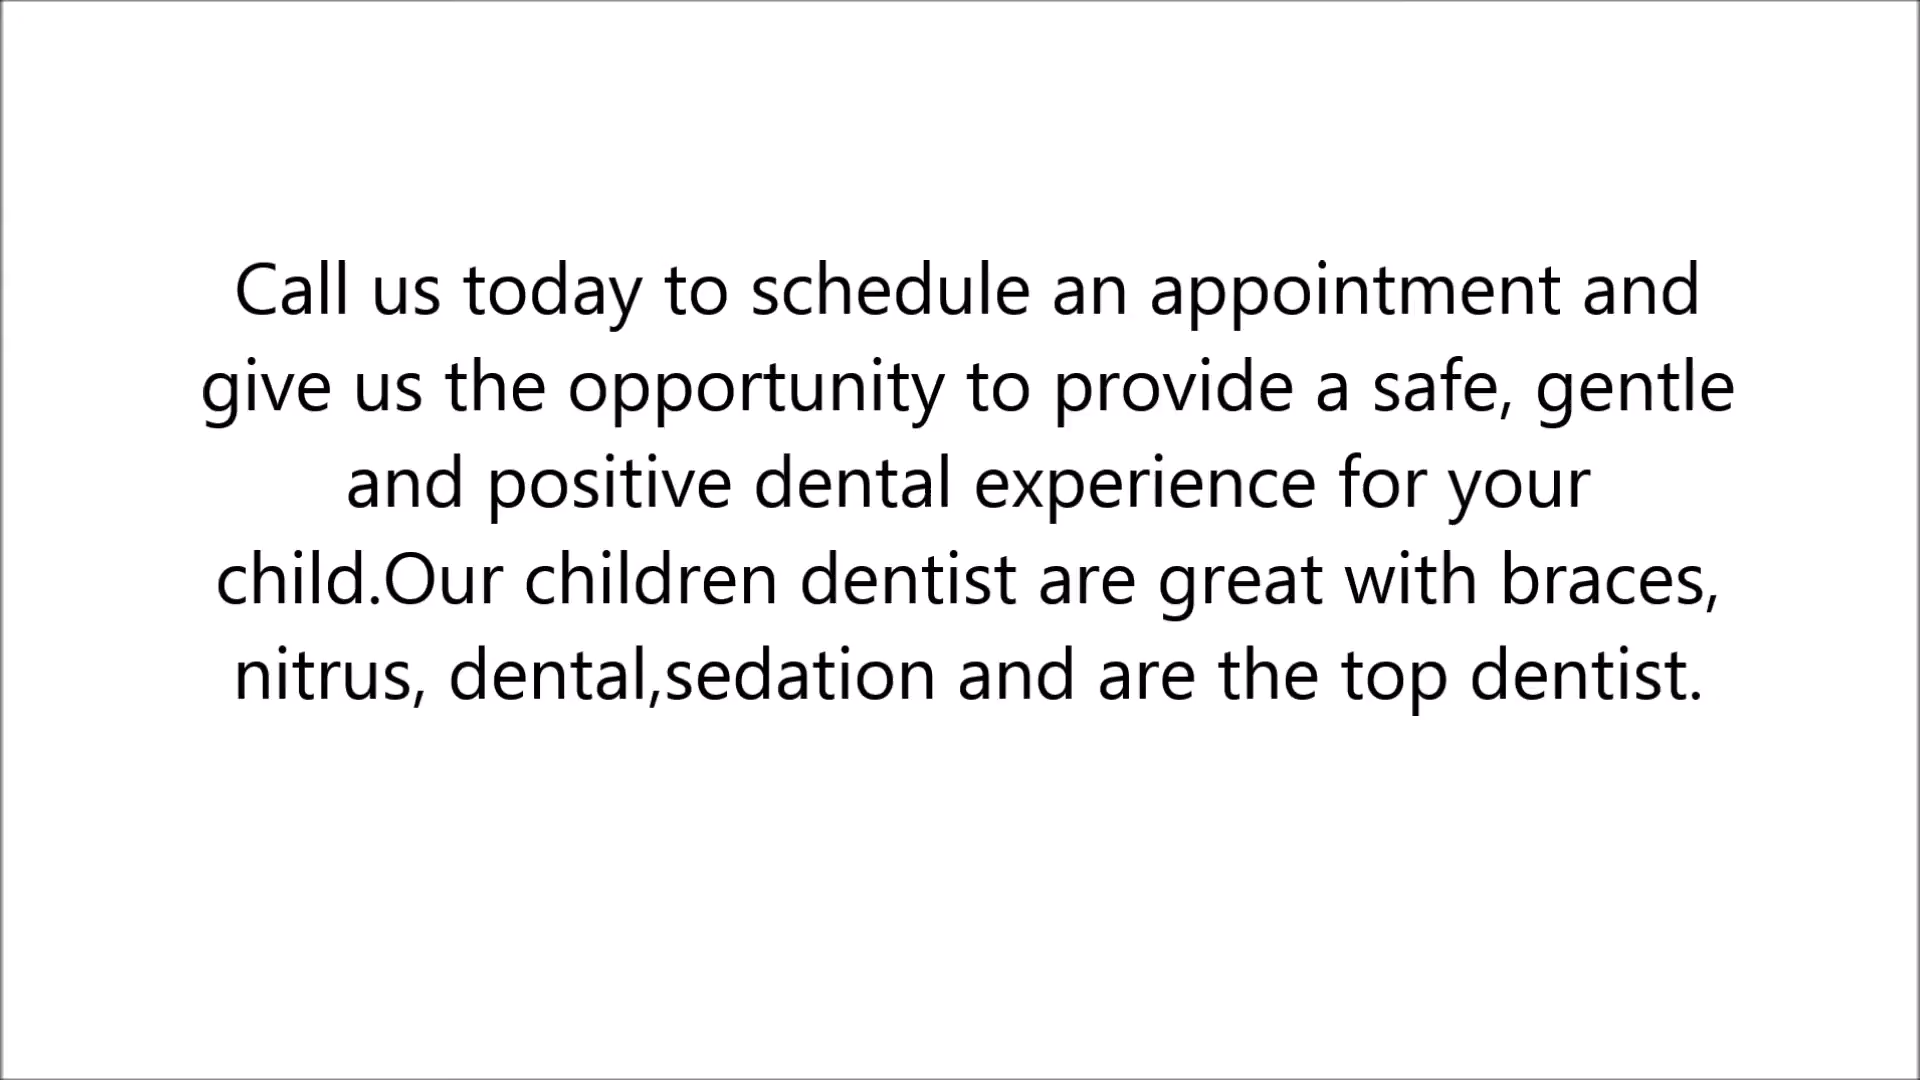 Call us today to schedule an appointment and
give us the opportunity to provide a safe, gentle
and positive dental experience for your
child.Our children dentist are great with braces,
nitrus, dental,sedation and are the top dentist.